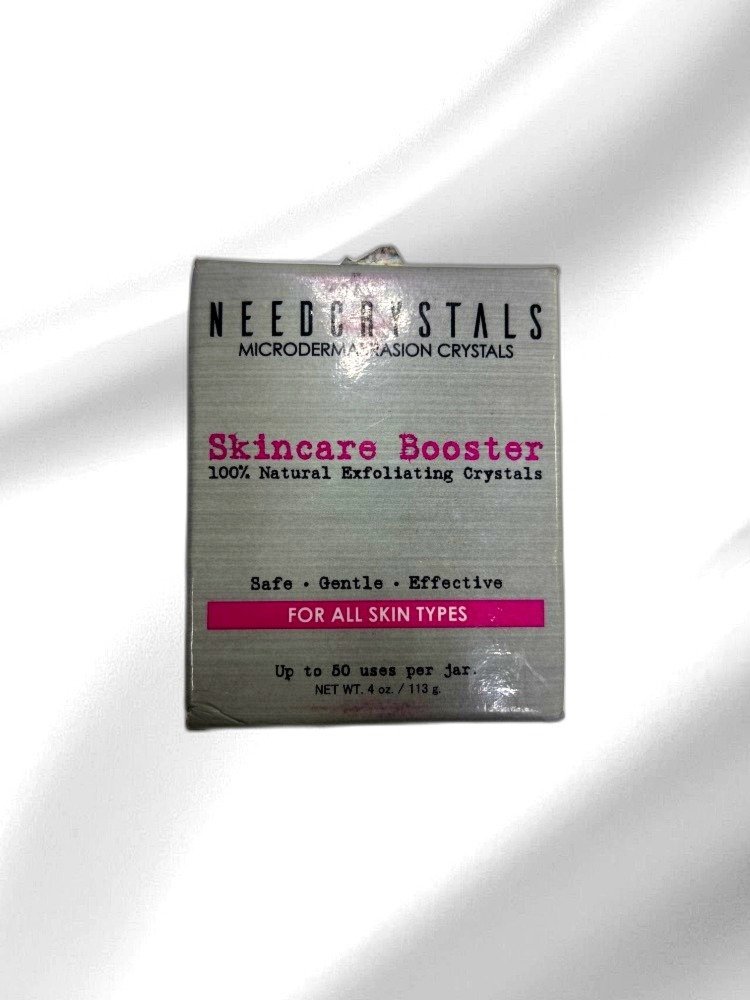 NEEDCRYSTALS
MICRODERMABRASION CRYSTALS
Skincare Booster
100% Natural Exfoliating Crystals
Safe • Gentle • Effective
FOR ALL SKIN TYPES
Up to 50 uses per jar.
NET WT. 4 oz. / 113 g.